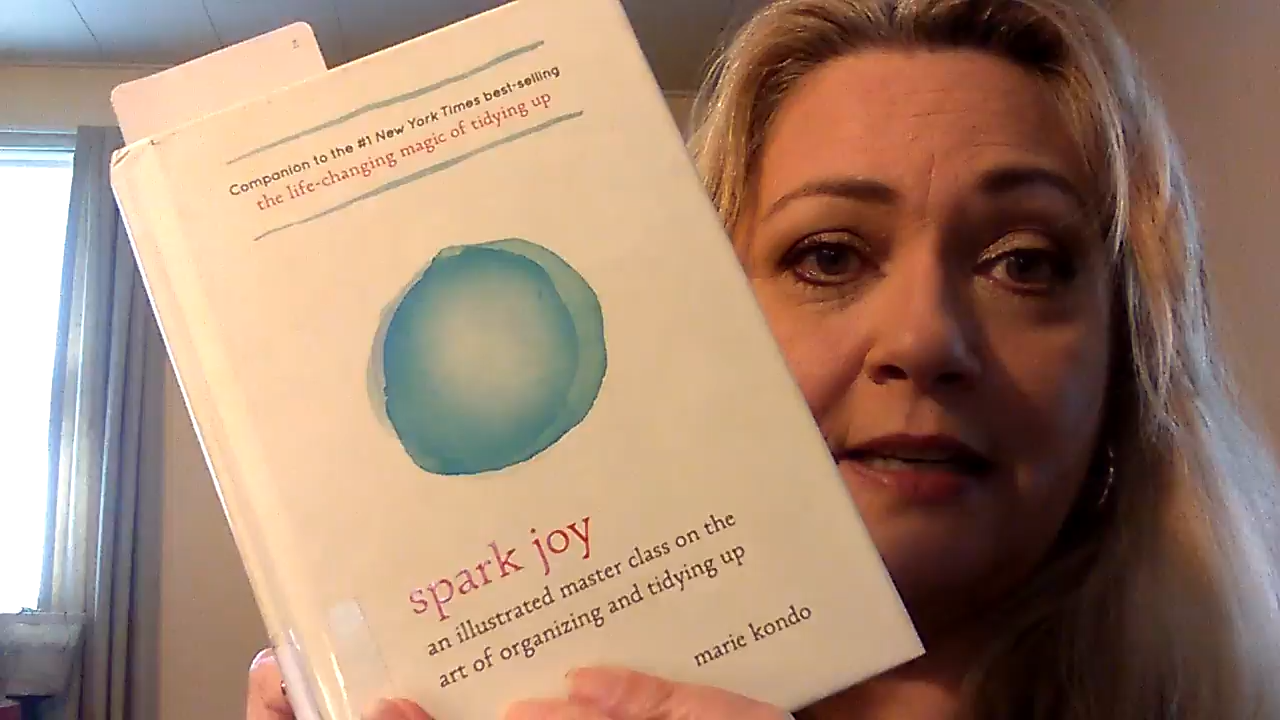 Companion to the #1 New York Times best-selling
the life-changing magic of tidying up
spark joy
an illustrated master class on the
art of organizing and tidying up
marie kondo